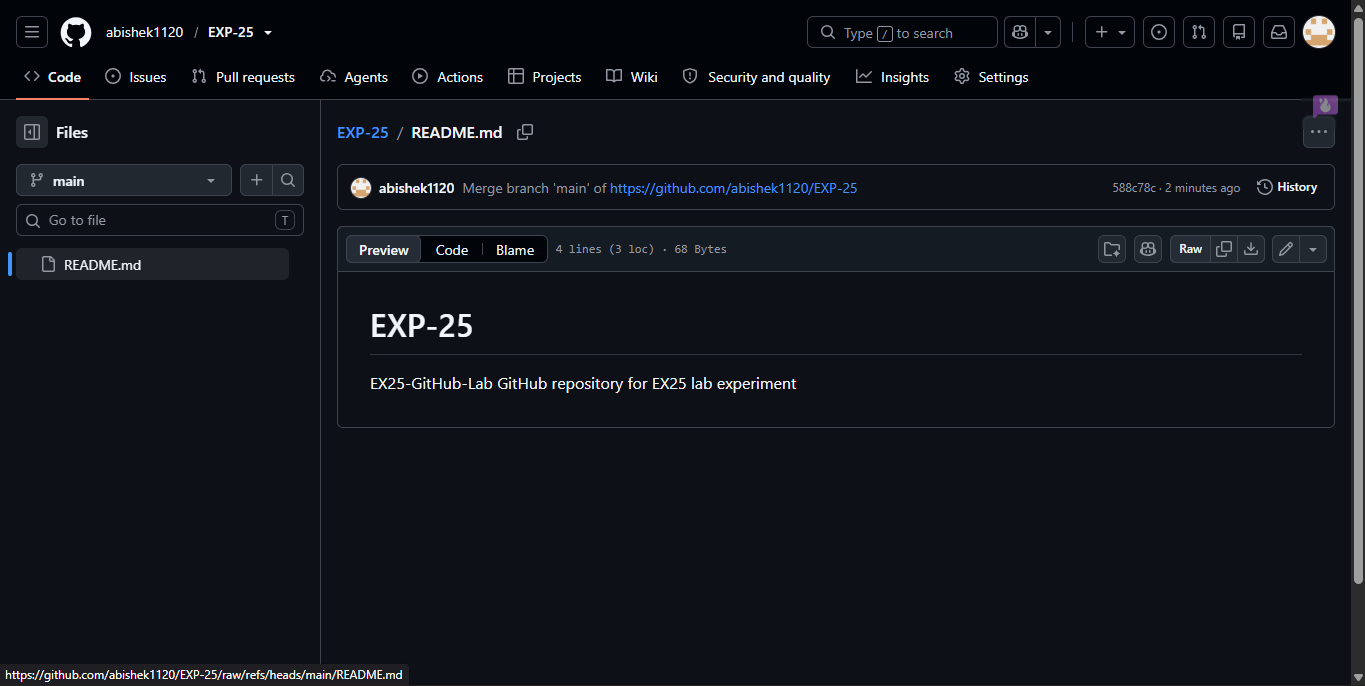 abishek1120 / EXP-25
Type / to search
Code Issues Pull requests Agents Actions Projects Wiki Security and quality Insights Settings
Files
main
Go to file T
README.md
EXP-25 / README.md
abishek1120 Merge branch 'main' of https://github.com/abishek1120/EXP-25 588c78c · 2 minutes ago History
Preview Code Blame 4 lines (3 loc) · 68 Bytes Raw
EXP-25
EX25-GitHub-Lab GitHub repository for EX25 lab experiment
https://github.com/abishek1120/EXP-25/raw/refs/heads/main/README.md